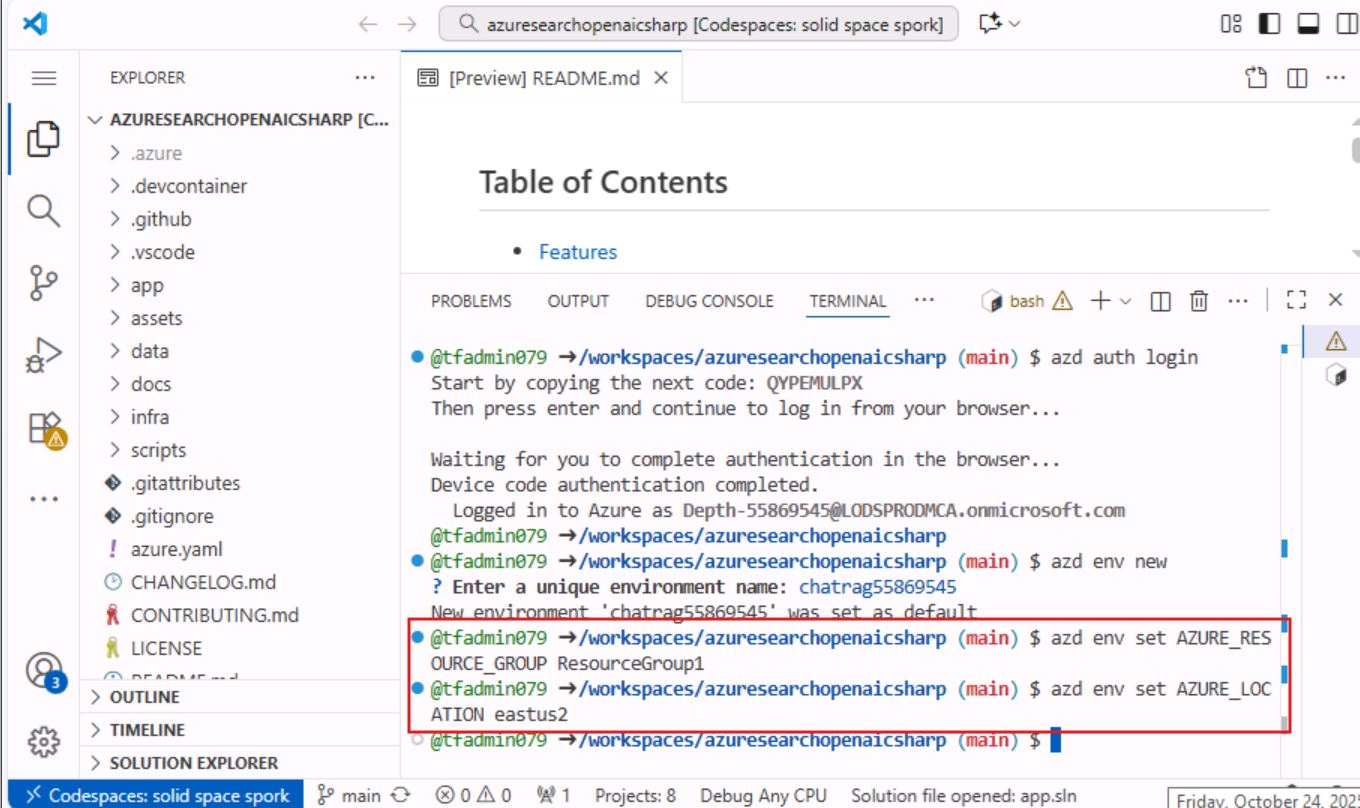 azuresearchopenaicsharp [Codespaces: solid space spork]
EXPLORER
[Preview] README.md
AZURESEARCHOPENAICSHARP [C...
.azure
.devcontainer
.github
.vscode
app
assets
data
docs
infra
scripts
.gitattributes
.gitignore
azure.yaml
CHANGELOG.md
CONTRIBUTING.md
LICENSE
README.md
OUTLINE
TIMELINE
SOLUTION EXPLORER
3
Table of Contents
• Features
PROBLEMS OUTPUT DEBUG CONSOLE TERMINAL ... bash
@tfadmin079 →/workspaces/azuresearchopenaicsharp (main) $ azd auth login
Start by copying the next code: QYPEMULPX
Then press enter and continue to log in from your browser...
Waiting for you to complete authentication in the browser...
Device code authentication completed.
Logged in to Azure as Depth-55869545@LODSPRODMCA.onmicrosoft.com
@tfadmin079 →/workspaces/azuresearchopenaicsharp
@tfadmin079 →/workspaces/azuresearchopenaicsharp (main) $ azd env new
? Enter a unique environment name: chatrag55869545
New environment 'chatrag55869545' was set as default
@tfadmin079 →/workspaces/azuresearchopenaicsharp (main) $ azd env set AZURE_RES
OURCE_GROUP ResourceGroup1
@tfadmin079 →/workspaces/azuresearchopenaicsharp (main) $ azd env set AZURE_LOC
ATION eastus2
@tfadmin079 →/workspaces/azuresearchopenaicsharp (main) $
Codespaces: solid space spork main 0 0 1 Projects: 8 Debug Any CPU Solution file opened: app.sln
Friday, October 24, 2025